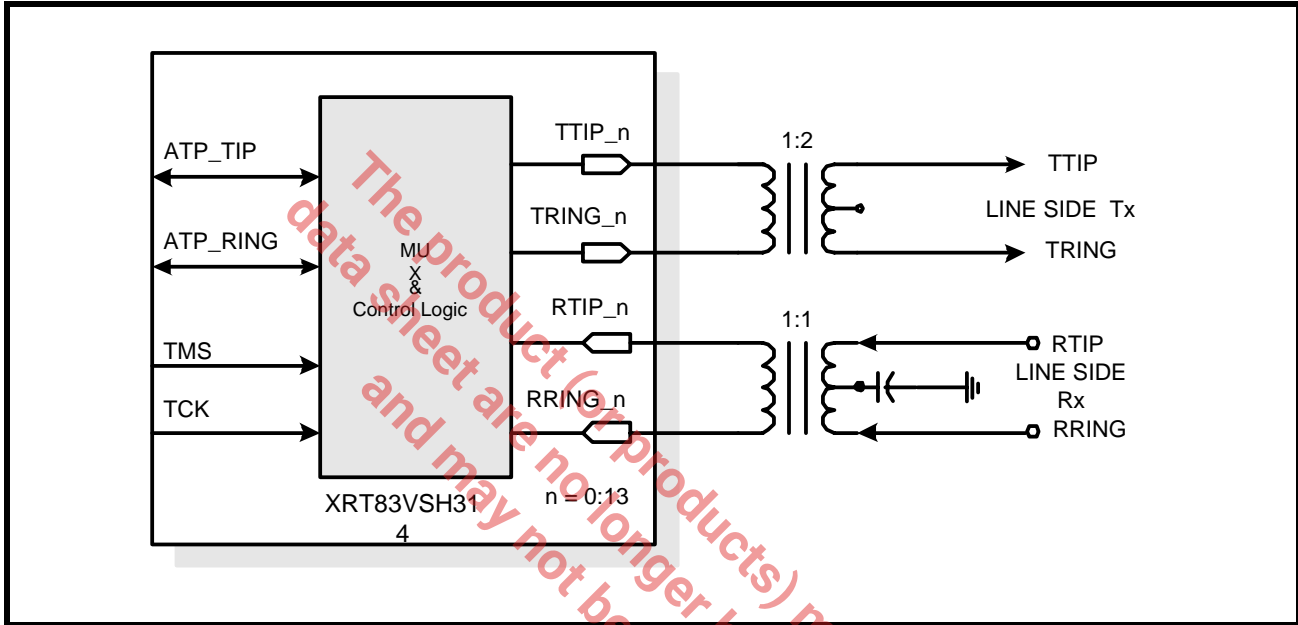 ATP_TIP
ATP_RING
TMS
TCK
MU
X
&
Control Logic
XRT83VSH31
4
n = 0:13
TTIP_n
TRING_n
RTIP_n
RRING_n
1:2
1:1
TTIP
LINE SIDE Tx
TRING
RTIP
LINE SIDE
Rx
RRING
The product (or products) m
data sheet are no longer
and may not be